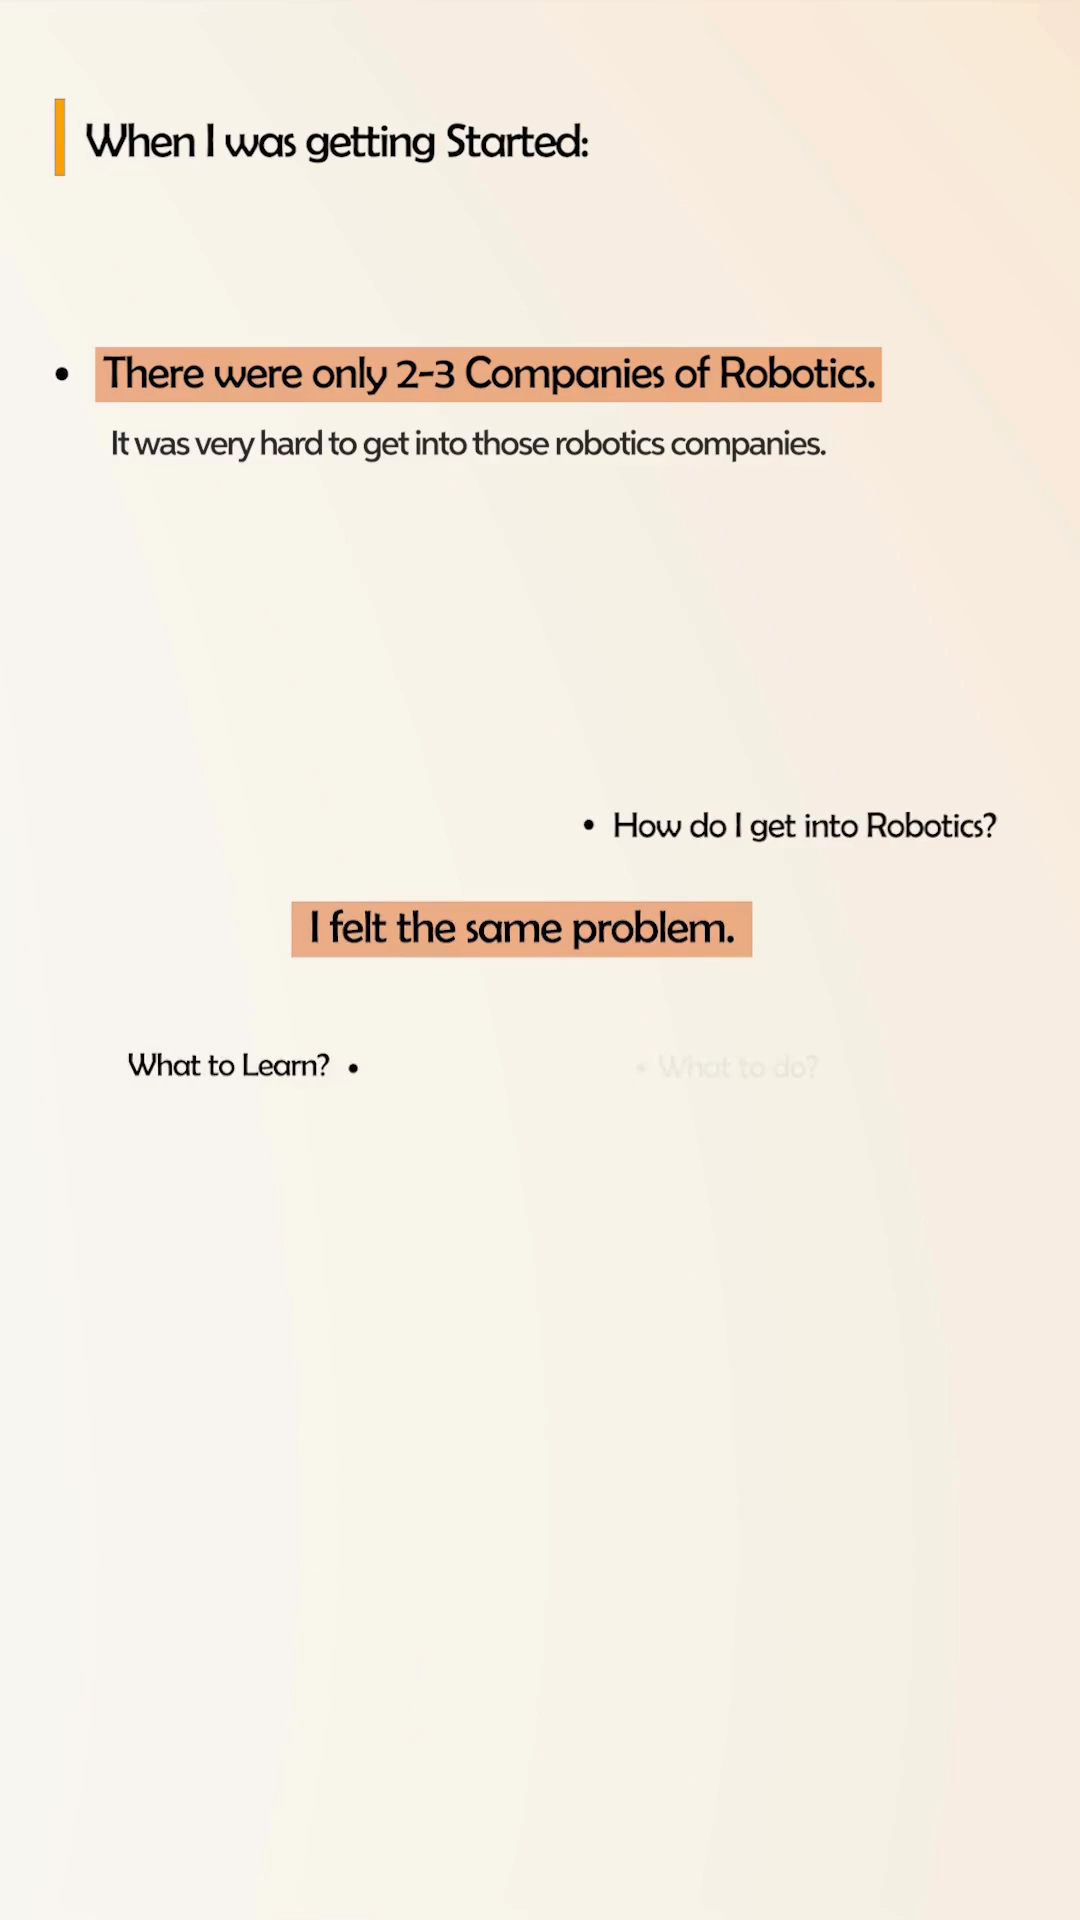 When I was getting Started:
• There were only 2-3 Companies of Robotics.
It was very hard to get into those robotics companies.
• How do I get into Robotics?
I felt the same problem.
What to Learn? •
• What to do?